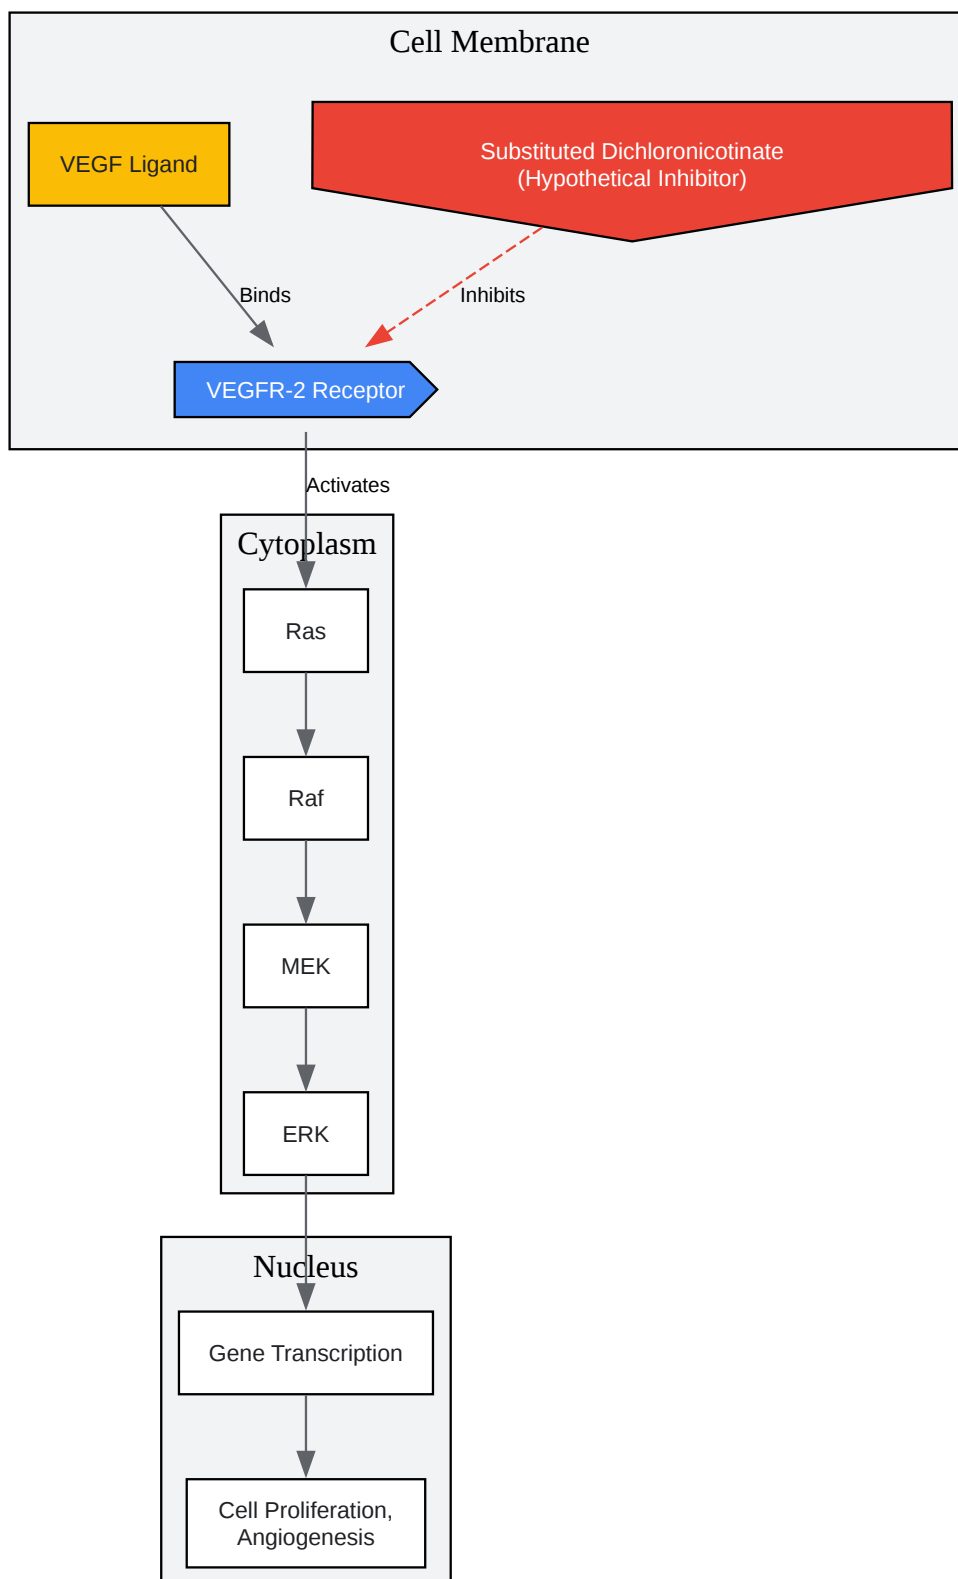 Cell Membrane
VEGF Ligand
Substituted Dichloronicotinate
(Hypothetical Inhibitor)
Binds
Inhibits
VEGFR-2 Receptor
Activates
Cytoplasm
Ras
Raf
MEK
ERK
Nucleus
Gene Transcription
Cell Proliferation,
Angiogenesis